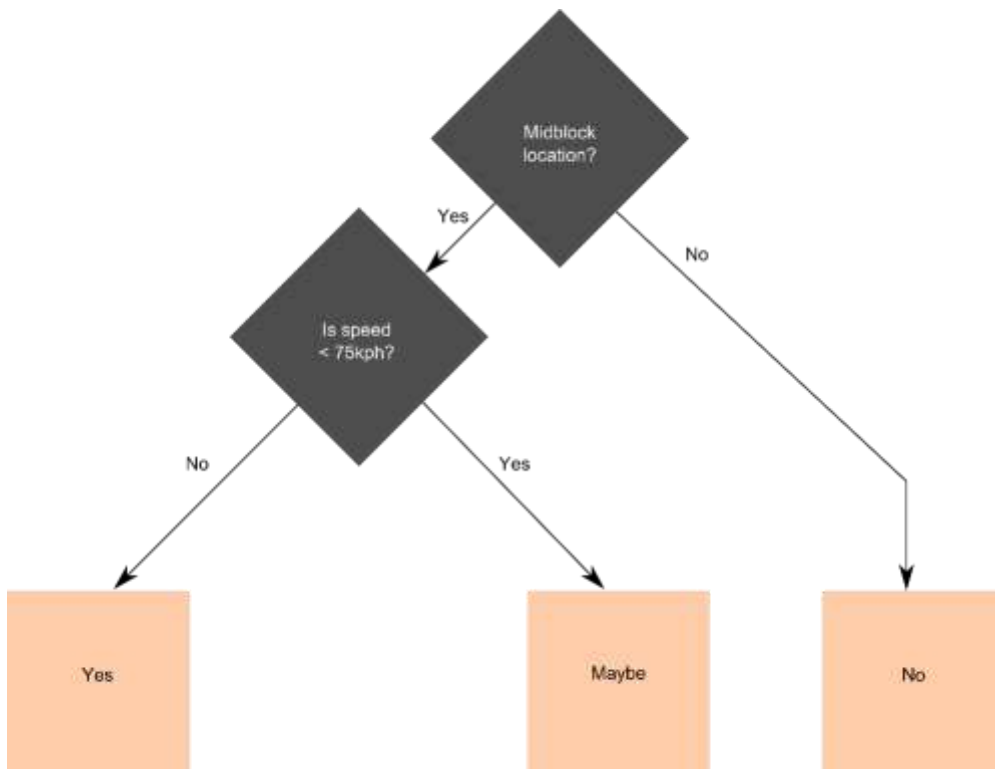 Midblock
location?
Yes
No
Is speed
< 75kph?
No
Yes
Yes
Maybe
No